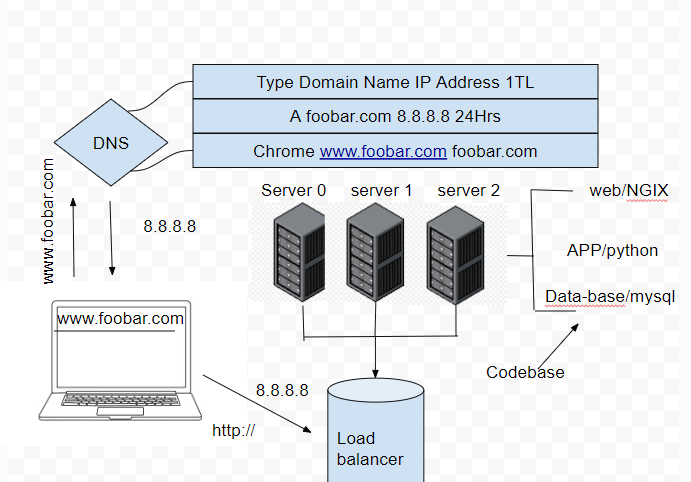 Type Domain Name IP Address 1TL
A foobar.com 8.8.8.8 24Hrs
Chrome www.foobar.com foobar.com
DNS
www.foobar.com
8.8.8.8
Server 0 server 1 server 2
web/NGIX
APP/python
Data-base/mysql
Codebase
www.foobar.com
8.8.8.8
http://
Load
balancer